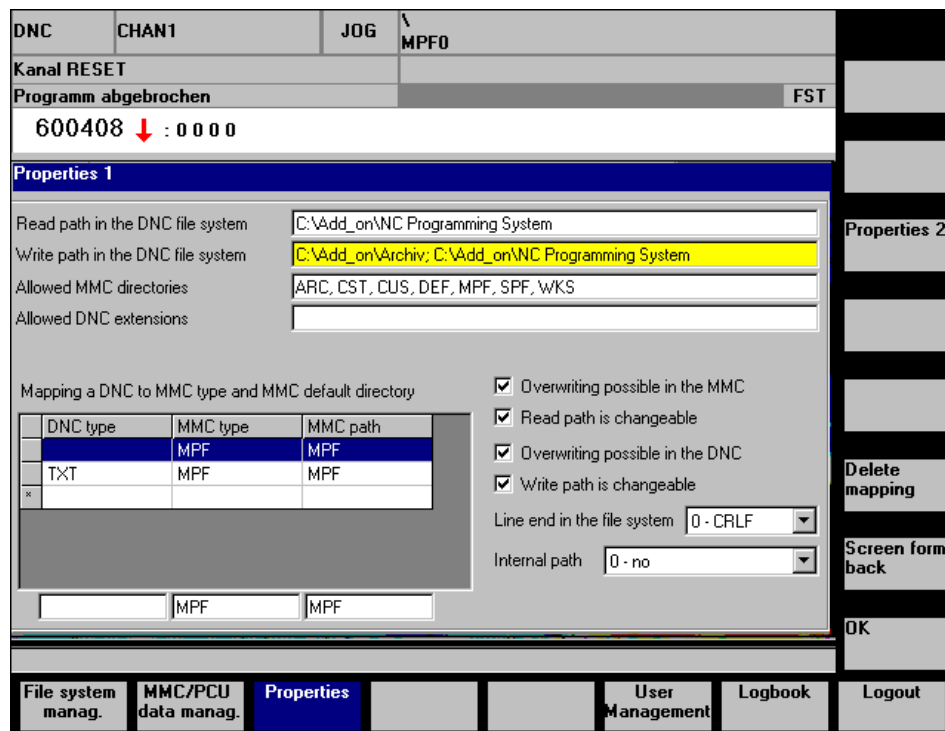 DNC CHAN1 JOG \
MPF0
Kanal RESET
Programm abgebrochen FST
600408 :0000
Properties 1
Read path in the DNC file system C:\Add_on\NC Programming System
Properties 2
Write path in the DNC file system C:\Add_on\Archiv; C:\Add_on\NC Programming System
Allowed MMC directories ARC, CST, CUS, DEF, MPF, SPF, WKS
Allowed DNC extensions
Mapping a DNC to MMC type and MMC default directory
DNC type MMC type MMC path
MPF MPF
TXT MPF MPF
*
MPF MPF
Overwriting possible in the MMC
Read path is changeable
Overwriting possible in the DNC
Write path is changeable
Line end in the file system 0 - CRLF
Internal path 0 - no
Delete
mapping
Screen form
back
OK
File system
manag.
MMC/PCU
data manag.
Properties
User
Management
Logbook
Logout